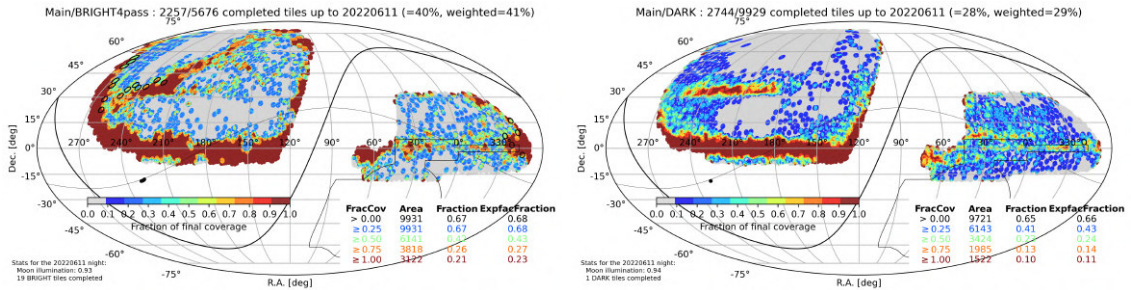 Main/BRIGHT4pass : 2257/5676 completed tiles up to 20220611 (=40%, weighted=41%)
75°
60°
30°
15°
0°
-15°
-30°
-45°
-60°
-75°
270° 240° 210° 180° 150° 120°
60° 30° 330°
Dec. [deg]
R.A. [deg]
0.0 0.1 0.2 0.3 0.4 0.5 0.6 0.7 0.8 0.9 1.0
Fraction of final coverage
FracCov Area Fraction ExpfacFraction
> 0.00 9931 0.67 0.68
≥ 0.25 9931 0.67 0.68
≥ 0.50 6141 0.43
≥ 0.75 3818 0.26 0.27
≥ 1.00 3122 0.21 0.23
Stats for the 20220611 night:
Moon illumination: 0.93
19 BRIGHT tiles completed
Main/DARK : 2744/9929 completed tiles up to 20220611 (=28%, weighted=29%)
75°
60°
30°
15°
0°
-15°
-30°
-45°
-60°
-75°
270° 240° 210° 180° 150° 120°
60° 30° 330°
Dec. [deg]
R.A. [deg]
0.0 0.1 0.2 0.3 0.4 0.5 0.6 0.7 0.8 0.9 1.0
Fraction of final coverage
FracCov Area Fraction ExpfacFraction
> 0.00 9721 0.65 0.66
≥ 0.25 6143 0.41 0.43
≥ 0.50 3424 0.24
≥ 0.75 1985 0.13 0.14
≥ 1.00 1522 0.10 0.11
Stats for the 20220611 night:
Moon illumination: 0.94
1 DARK tiles completed